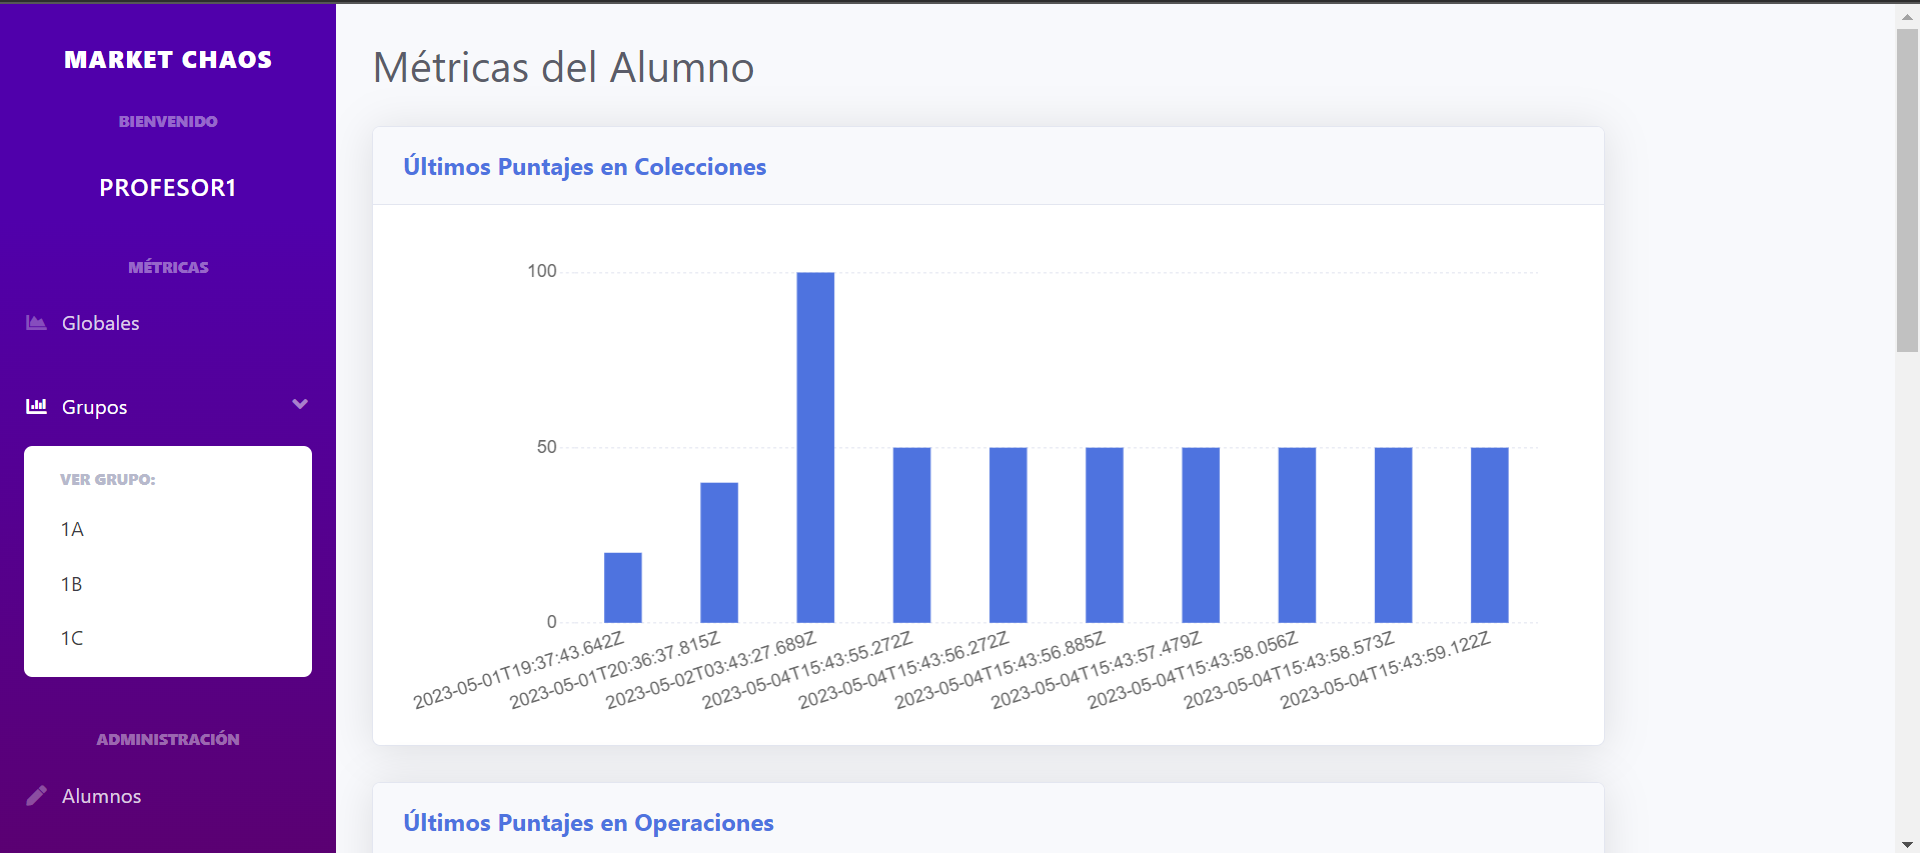 MARKET CHAOS
BIENVENIDO
PROFESOR1
MÉTRICAS
Globales
Grupos
VER GRUPO:
1A
1B
1C
ADMINISTRACIÓN
Alumnos
Métricas del Alumno
Últimos Puntajes en Colecciones
100
50
0
2023-05-01T19:37:43.642Z
2023-05-01T20:36:37.815Z
2023-05-02T03:43:27.689Z
2023-05-04T15:43:55.272Z
2023-05-04T15:43:56.272Z
2023-05-04T15:43:56.885Z
2023-05-04T15:43:57.479Z
2023-05-04T15:43:58.056Z
2023-05-04T15:43:58.573Z
2023-05-04T15:43:59.122Z
Últimos Puntajes en Operaciones